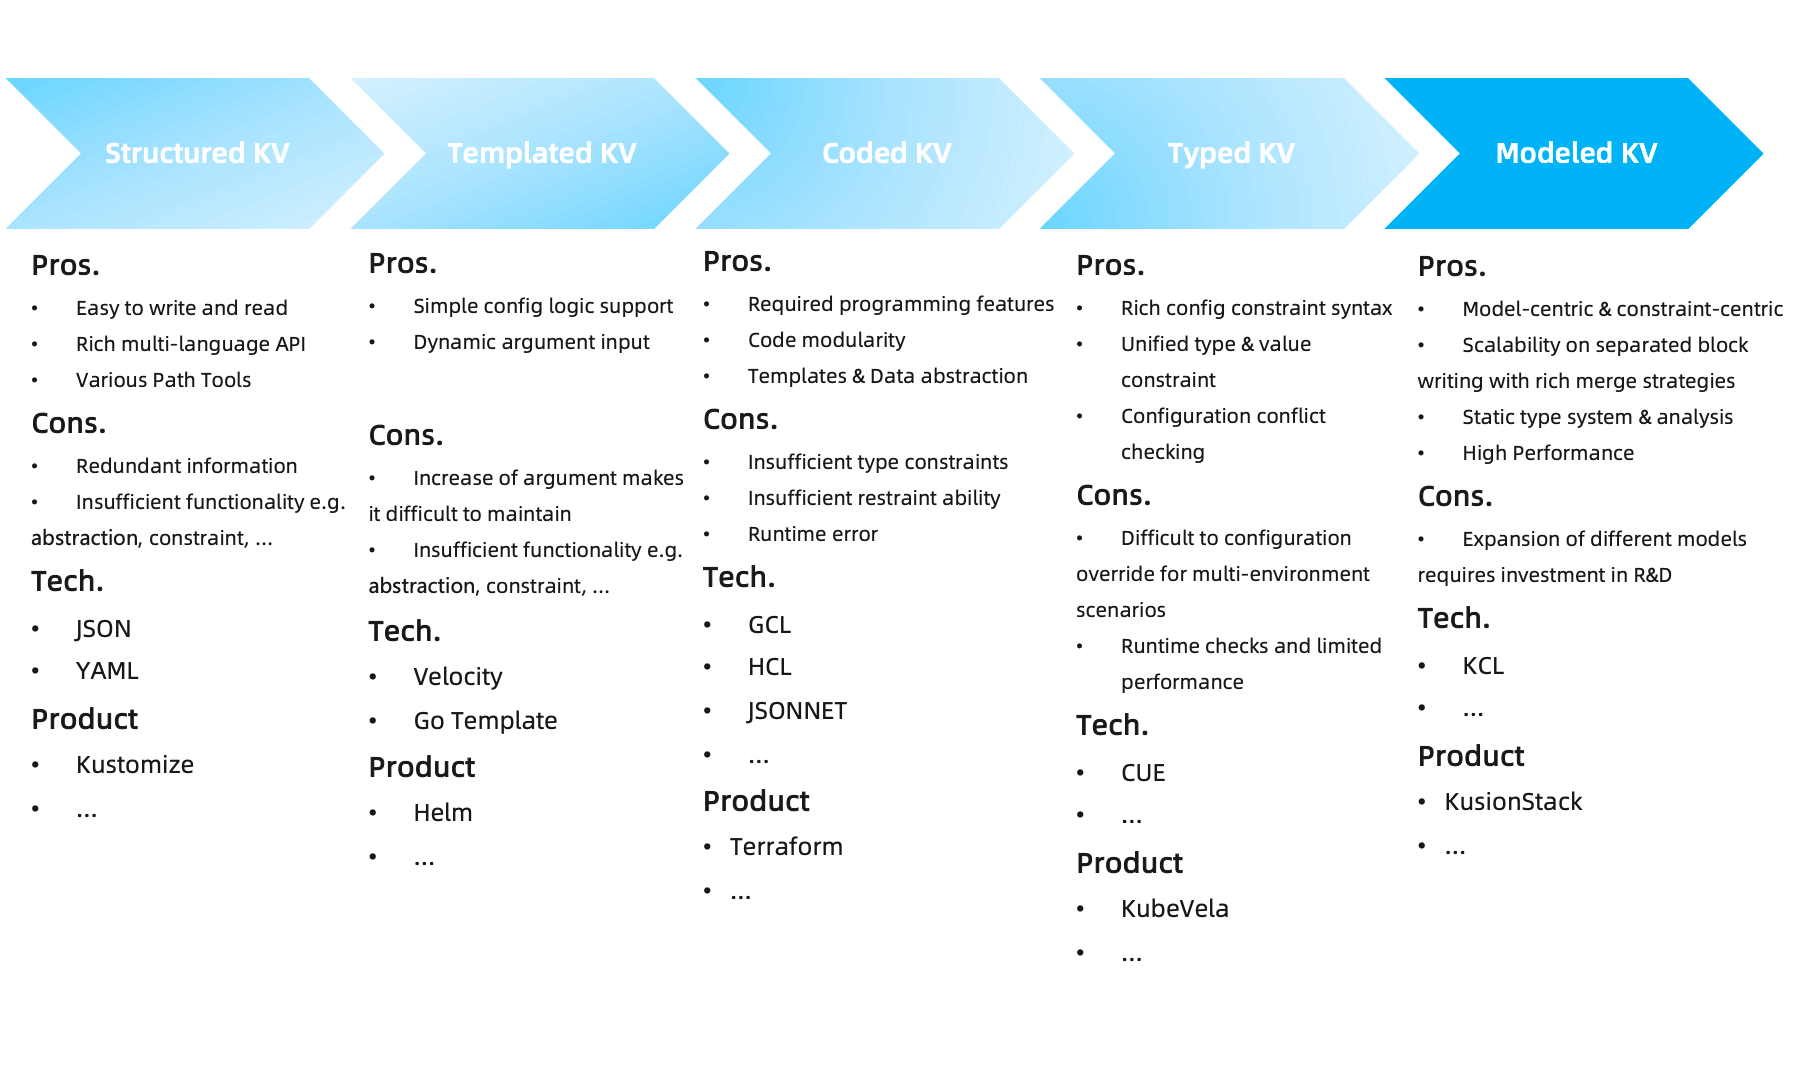 Structured KV
Templated KV
Coded KV
Typed KV
Modeled KV
Pros.
• Easy to write and read
• Rich multi-language API
• Various Path Tools
Cons.
• Redundant information
• Insufficient functionality e.g.
abstraction, constraint, ...
Tech.
• JSON
• YAML
Product
• Kustomize
• ...
Pros.
• Simple config logic support
• Dynamic argument input
Cons.
• Increase of argument makes
it difficult to maintain
• Insufficient functionality e.g.
abstraction, constraint, ...
Tech.
• Velocity
• Go Template
Product
• Helm
• ...
Pros.
• Required programming features
• Code modularity
• Templates & Data abstraction
Cons.
• Insufficient type constraints
• Insufficient restraint ability
• Runtime error
Tech.
• GCL
• HCL
• JSONNET
• ...
Product
• Terraform
• ...
Pros.
• Rich config constraint syntax
• Unified type & value
constraint
• Configuration conflict
checking
Cons.
• Difficult to configuration
override for multi-environment
scenarios
• Runtime checks and limited
performance
Tech.
• CUE
• ...
Product
• KubeVela
• ...
Pros.
• Model-centric & constraint-centric
• Scalability on separated block
writing with rich merge strategies
• Static type system & analysis
• High Performance
Cons.
• Expansion of different models
requires investment in R&D
Tech.
• KCL
• ...
Product
• KusionStack
• ...